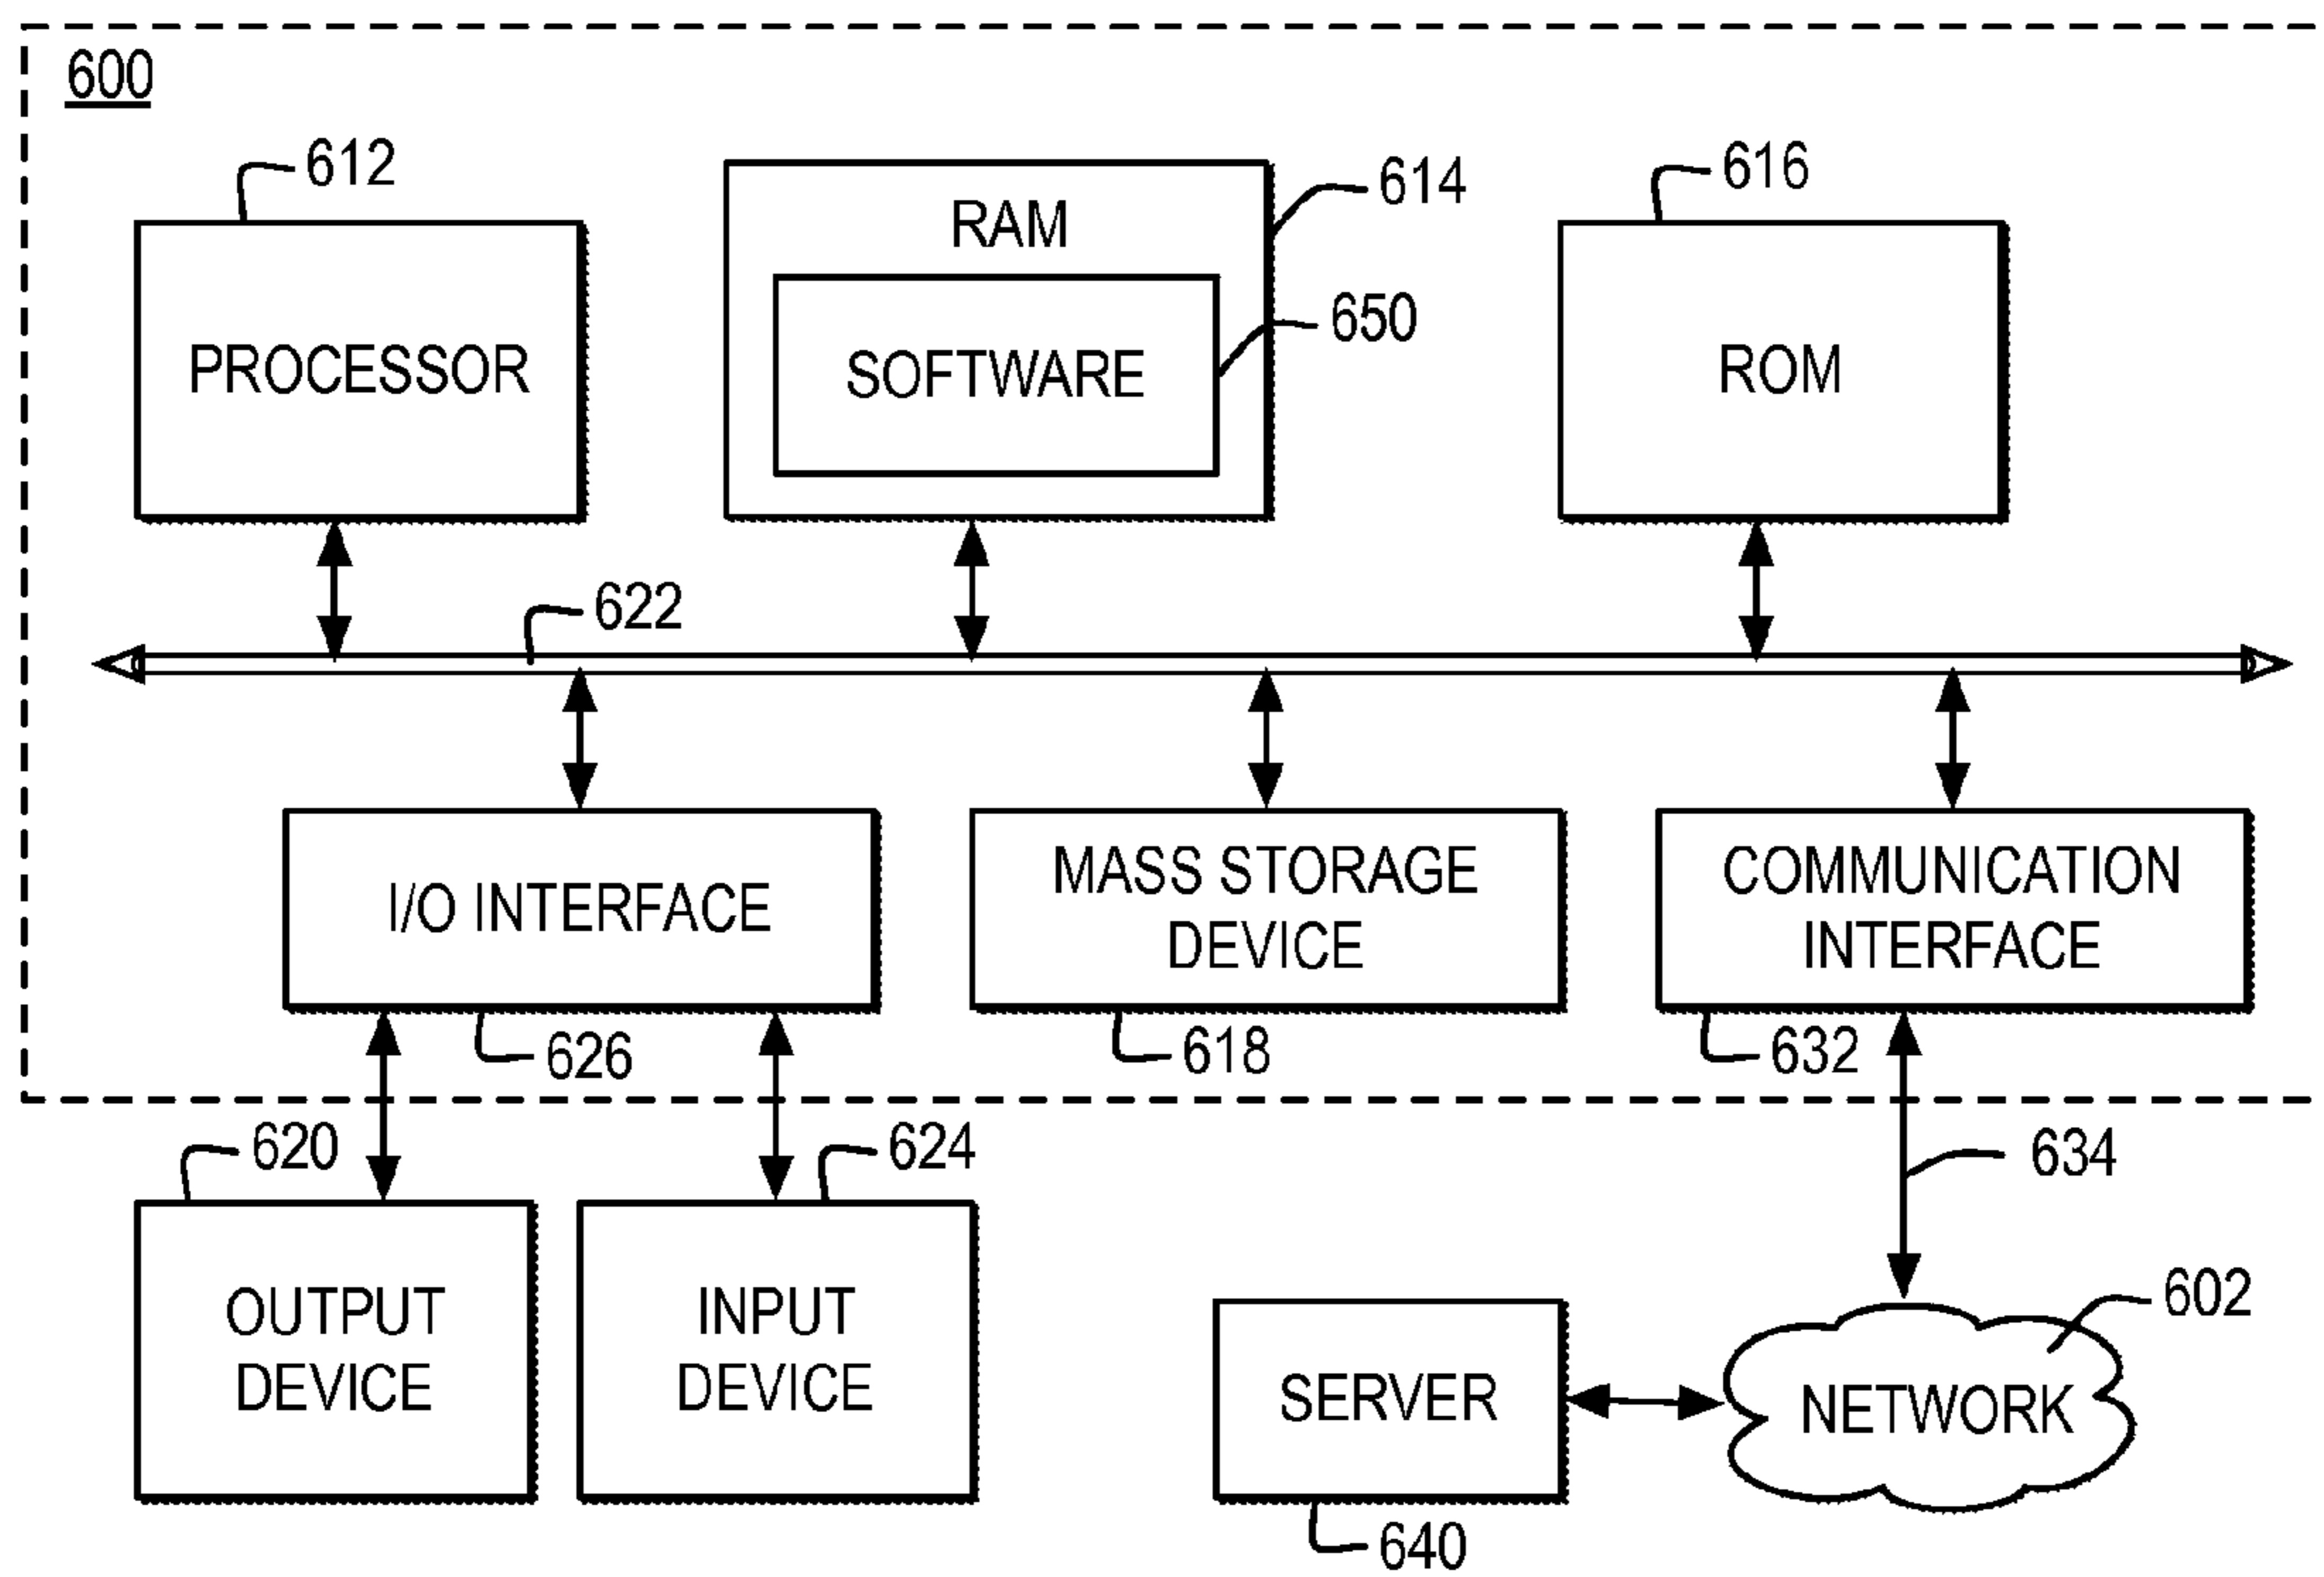 600
612
614
616
RAM
650
PROCESSOR
SOFTWARE
ROM
622
I/O INTERFACE
MASS STORAGE
DEVICE
COMMUNICATION
INTERFACE
626
618
632
620
624
634
OUTPUT
DEVICE
INPUT
DEVICE
602
SERVER
NETWORK
640